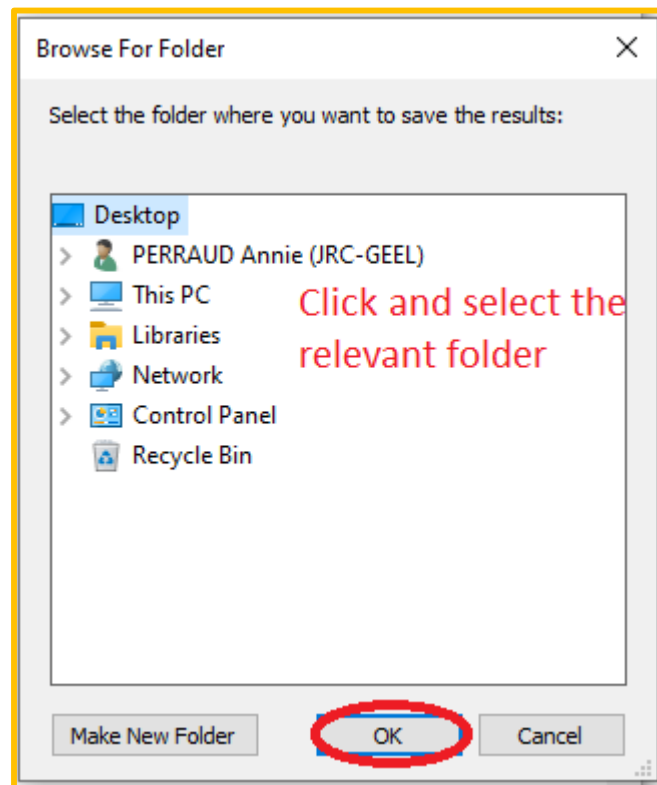 Browse For Folder
Select the folder where you want to save the results:
Desktop
PERRAUD Annie (JRC-GEEL)
This PC
Libraries
Network
Control Panel
Recycle Bin
Click and select the
relevant folder
Make New Folder
OK
Cancel